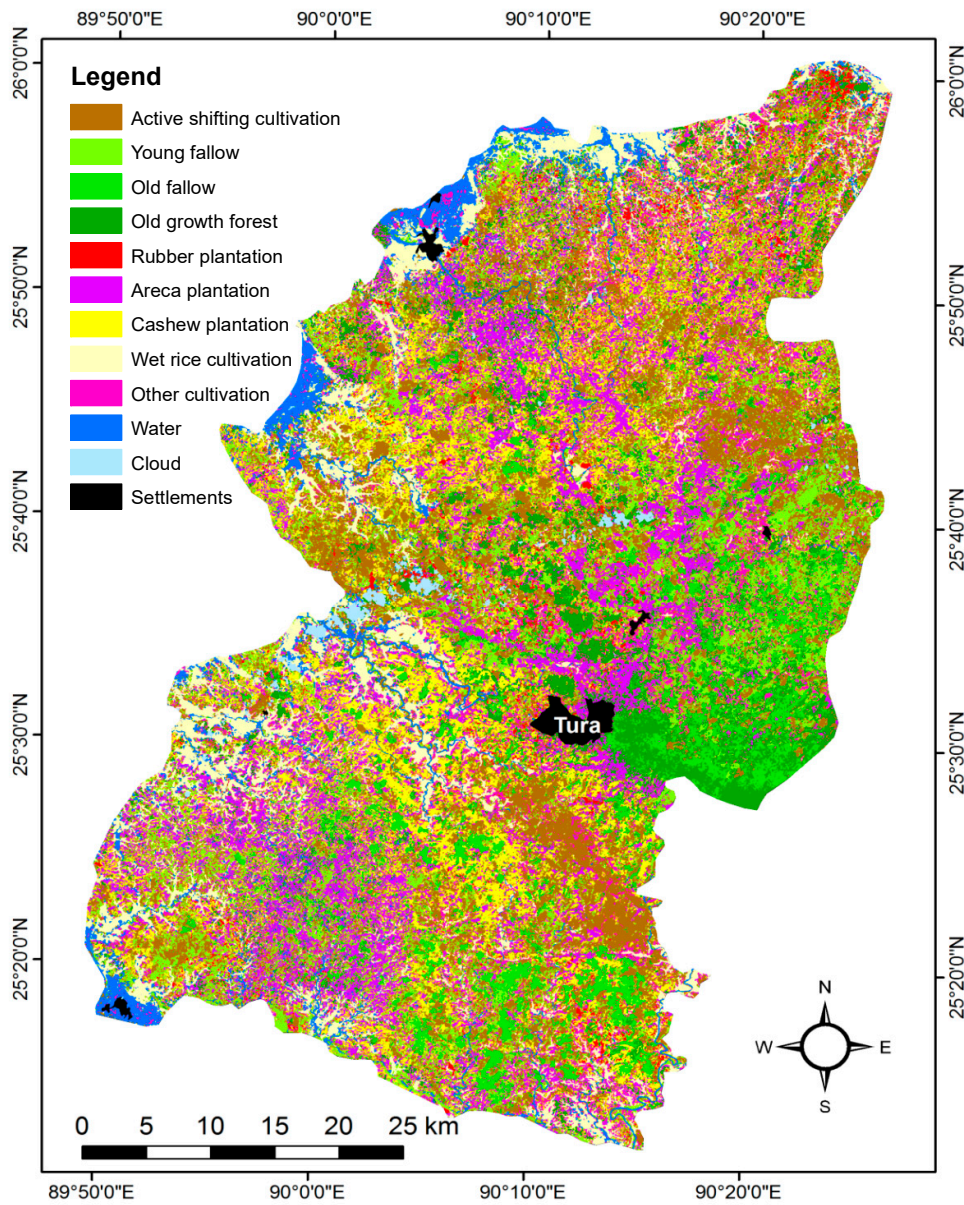 89°50'0"E 90°0'0"E 90°10'0"E 90°20'0"E
26°0'0"N
26°0'0"N
Legend
Active shifting cultivation
Young fallow
Old fallow
Old growth forest
Rubber plantation
Areca plantation
Cashew plantation
Wet rice cultivation
Other cultivation
Water
Cloud
Settlements
25°50'0"N
25°50'0"N
25°40'0"N
25°40'0"N
25°30'0"N
25°30'0"N
Tura
25°20'0"N
25°20'0"N
N
W E
S
0 5 10 15 20 25 km
89°50'0"E 90°0'0"E 90°10'0"E 90°20'0"E